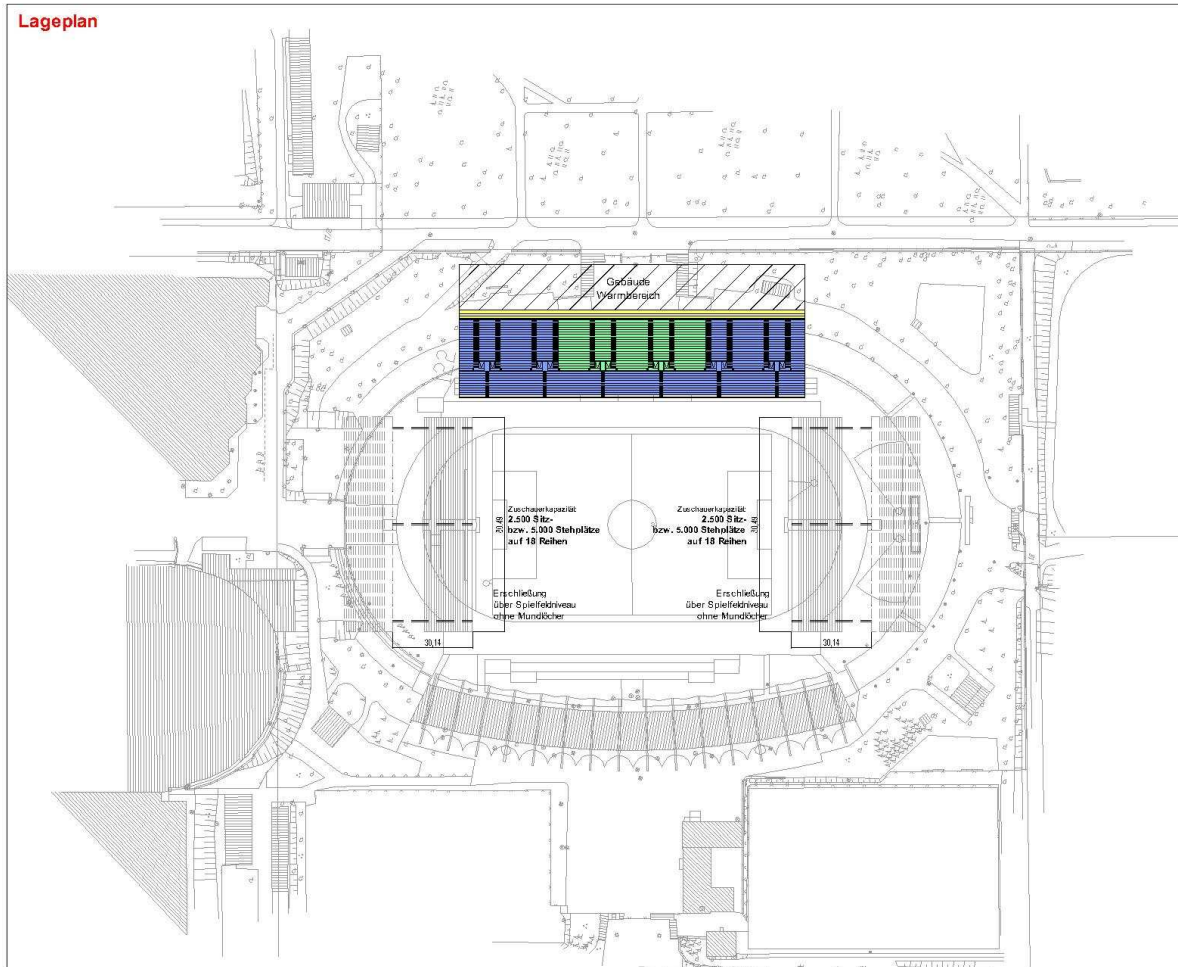 Lageplan
Gebäude
Warmbereich
Zuschauerkapazität:
2.500 Sitz-
bzw. 5.000 Stehplätze
auf 18 Reihen
Zuschauerkapazität:
2.500 Sitz-
bzw. 5.000 Stehplätze
auf 18 Reihen
Erschließung
über Spielfeldniveau
ohne Mundlöcher
Erschließung
über Spielfeldniveau
ohne Mundlöcher
30,14
30,14